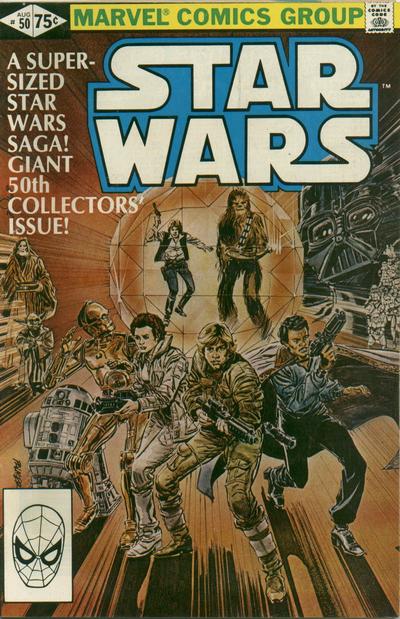 AUG
# 50
75¢
MARVEL COMICS GROUP
APPROVED
BY THE
COMICS
CODE
AUTHORITY
STAR
WARS
TM
A SUPER-
SIZED
STAR
WARS
SAGA!
GIANT
50th
COLLECTORS'
ISSUE!